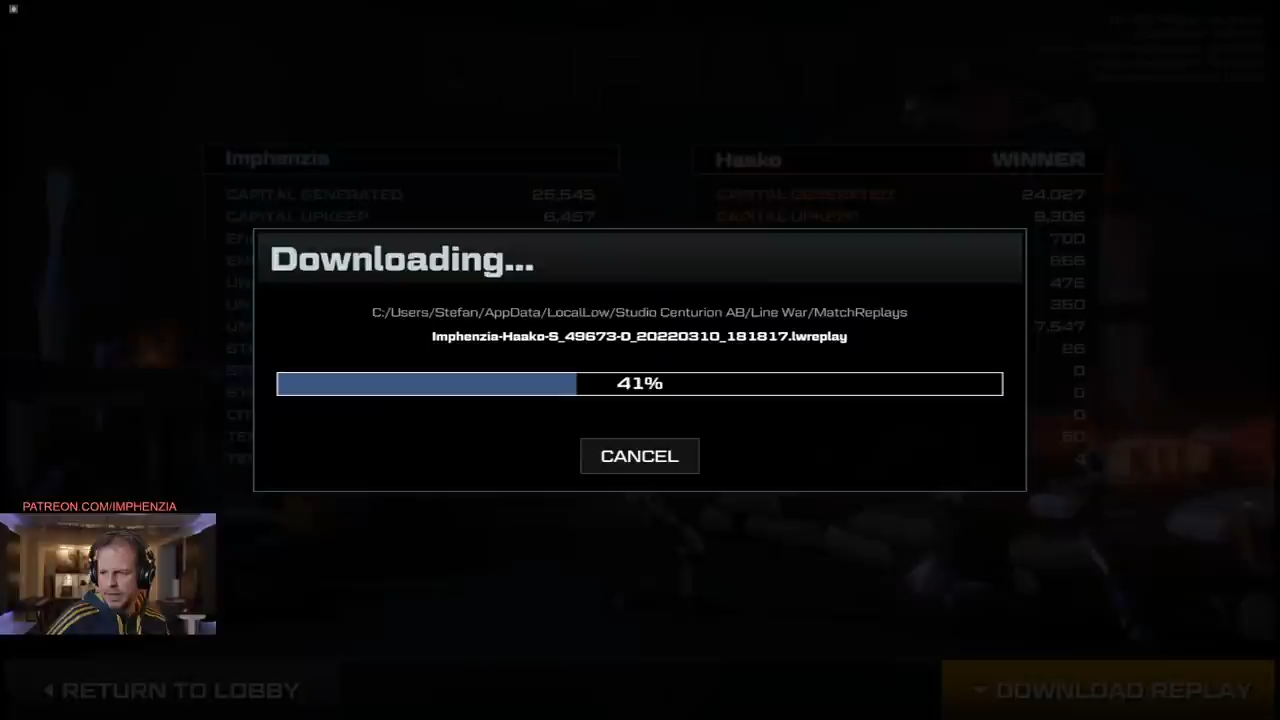 Imphenzia
Haako WINNER
CAPITAL GENERATED 25,545
CAPITAL GENERATED 24,027
CAPITAL UPKEEP 6,457
CAPITAL UPKEEP 8,306
700
666
476
360
7,547
26
0
0
0
60
4
Downloading...
C:/Users/Stefan/AppData/LocalLow/Studio Centurion AB/Line War/MatchReplays
Imphenzia-Haako-S_49673-D_20220310_181817.lwreplay
41%
CANCEL
PATREON.COM/IMPHENZIA
RETURN TO LOBBY
DOWNLOAD REPLAY